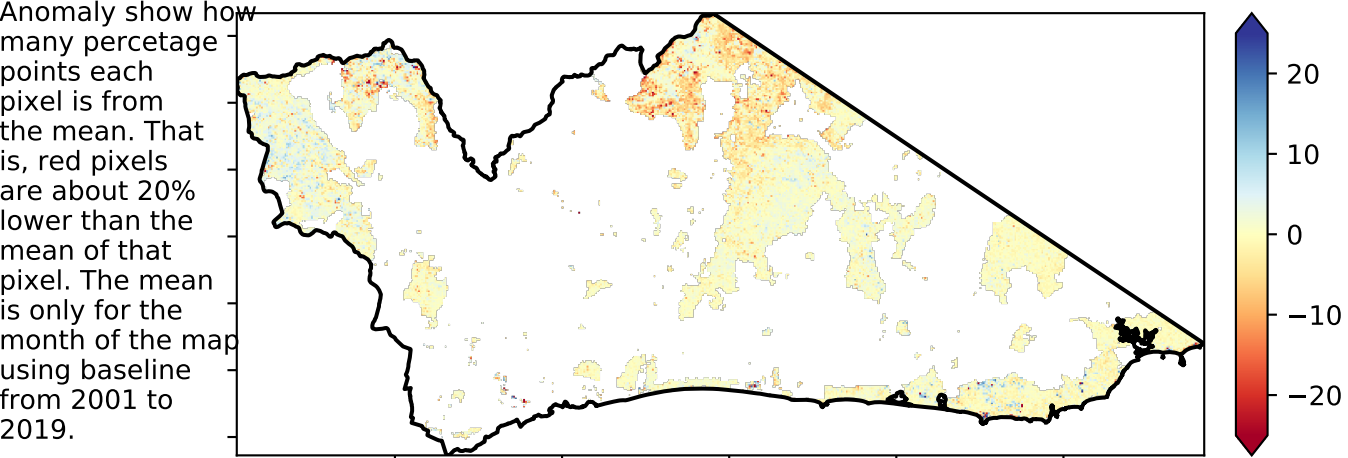 Anomaly show how
many percetage
points each
pixel is from
the mean. That
is, red pixels
are about 20%
lower than the
mean of that
pixel. The mean
is only for the
month of the map
using baseline
from 2001 to
2019.
20
10
0
−10
−20